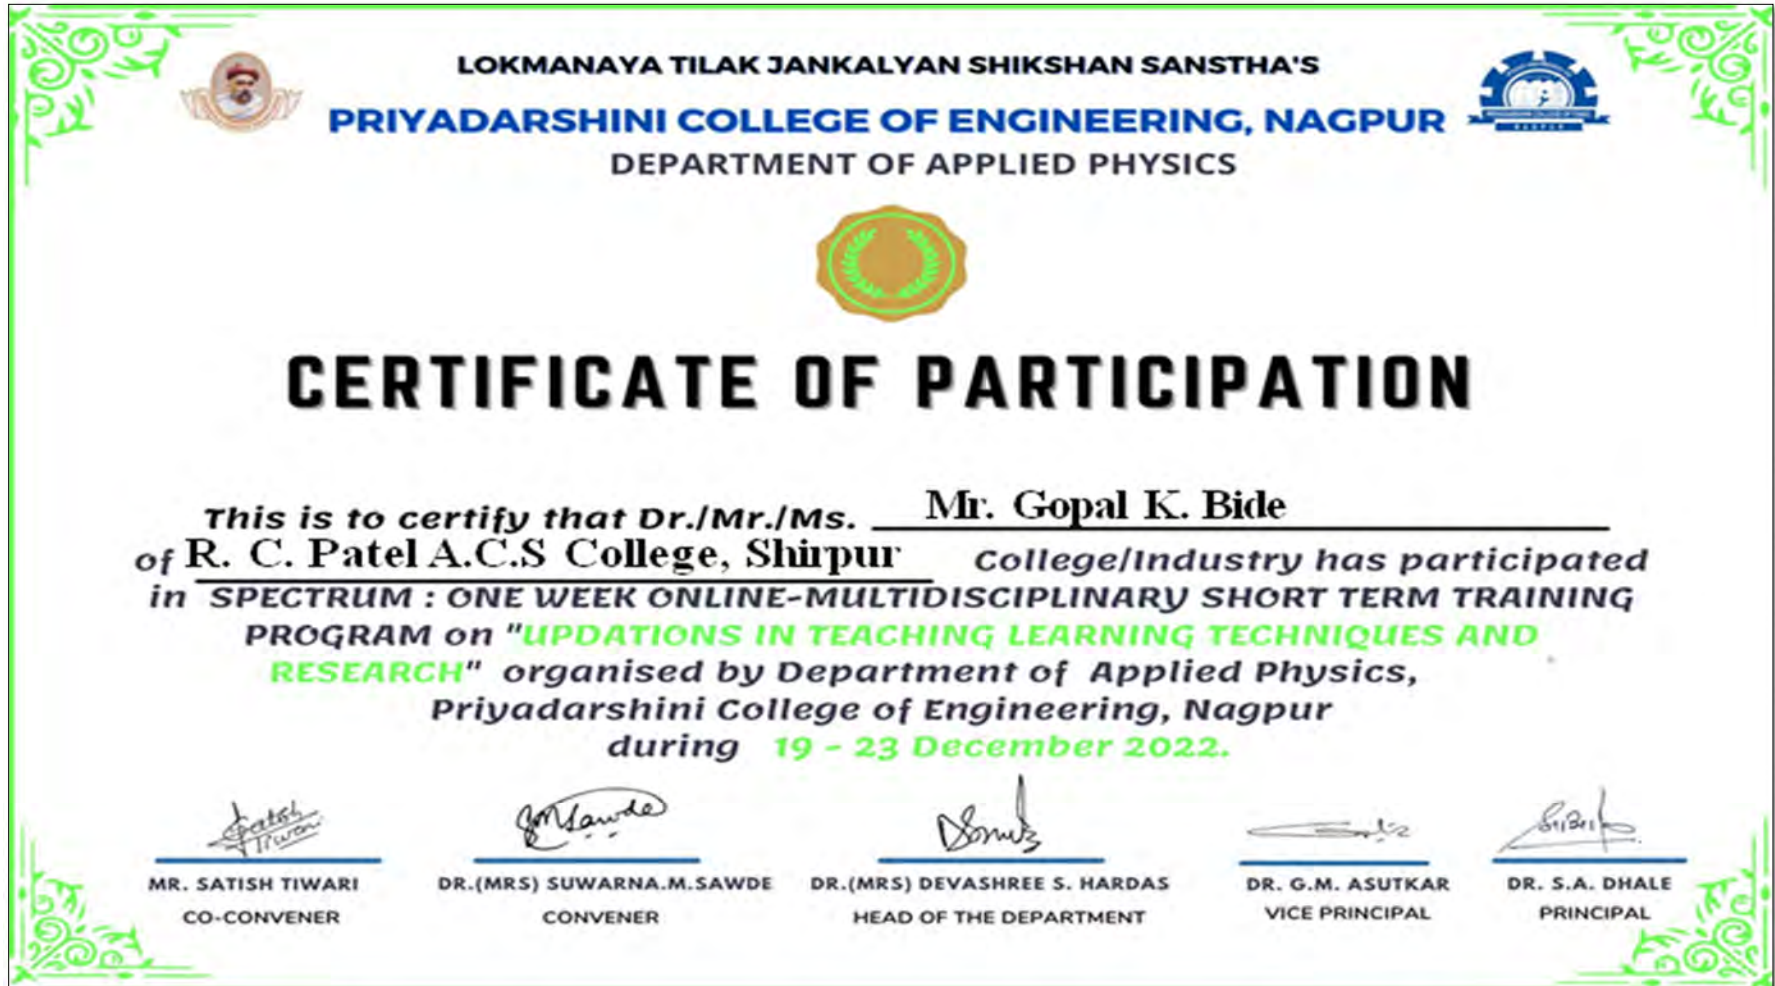 LOKMANAYA TILAK JANKALYAN SHIKSHAN SANSTHA'S
PRIYADARSHINI COLLEGE OF ENGINEERING, NAGPUR
DEPARTMENT OF APPLIED PHYSICS
NAGPUR
CERTIFICATE OF PARTICIPATION
This is to certify that Dr./Mr./Ms. Mr. Gopal K. Bide
of R. C. Patel A.C.S College, Shirpur College/Industry has participated
in SPECTRUM : ONE WEEK ONLINE-MULTIDISCIPLINARY SHORT TERM TRAINING
PROGRAM on "UPDATIONS IN TEACHING LEARNING TECHNIQUES AND
RESEARCH" organised by Department of Applied Physics,
Priyadarshini College of Engineering, Nagpur
during 19 - 23 December 2022.
Satish Tiwari
SMSawde
MR. SATISH TIWARI DR.(MRS) SUWARNA.M.SAWDE DR.(MRS) DEVASHREE S. HARDAS DR. G.M. ASUTKAR DR. S.A. DHALE
CO-CONVENER CONVENER HEAD OF THE DEPARTMENT VICE PRINCIPAL PRINCIPAL